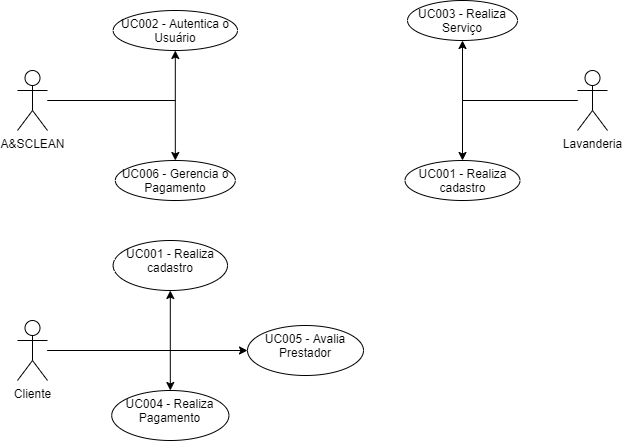 UC002 - Autentica o
Usuário
A&SCLEAN
UC006 - Gerencia o
Pagamento
UC003 - Realiza
Serviço
Lavanderia
UC001 - Realiza
cadastro
UC001 - Realiza
cadastro
Cliente
UC005 - Avalia
Prestador
UC004 - Realiza
Pagamento